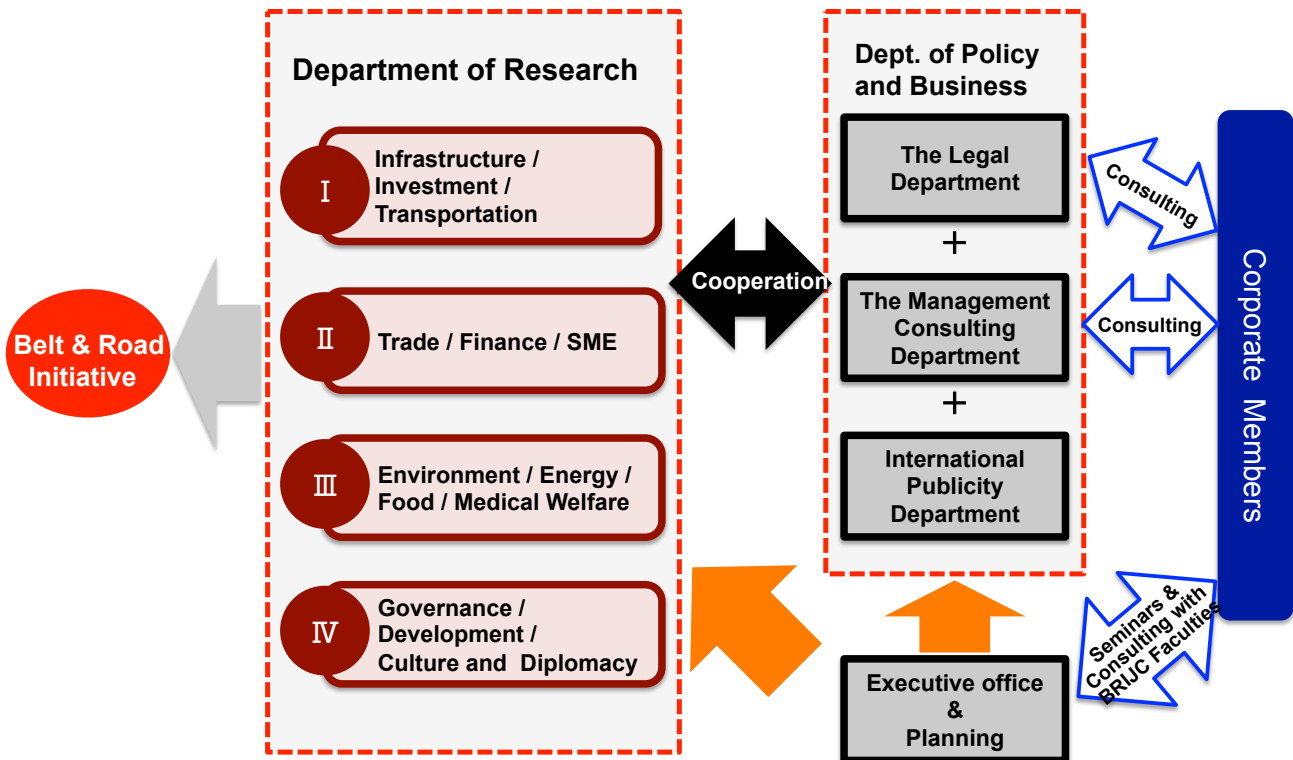 Belt & Road
Initiative
Department of Research
Ⅰ
Infrastructure /
Investment /
Transportation
Ⅱ
Trade / Finance / SME
Ⅲ
Environment / Energy /
Food / Medical Welfare
Ⅳ
Governance /
Development /
Culture and Diplomacy
Cooperation
Dept. of Policy
and Business
The Legal
Department
+
The Management
Consulting
Department
+
International
Publicity
Department
Executive office
&
Planning
Consulting
Consulting
Seminars &
Consulting with
BRIJC Faculties
Corporate Members